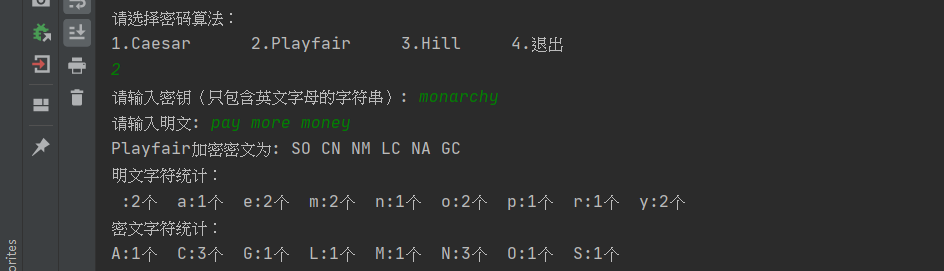 请选择密码算法：
1.Caesar 2.Playfair 3.Hill 4.退出
2
请输入密钥（只包含英文字母的字符串）: monarchy
请输入明文: pay more money
Playfair加密密文为: SO CN NM LC NA GC
明文字符统计：
 :2个 a:1个 e:2个 m:2个 n:1个 o:2个 p:1个 r:1个 y:2个
密文字符统计：
A:1个 C:3个 G:1个 L:1个 M:1个 N:3个 O:1个 S:1个
orites